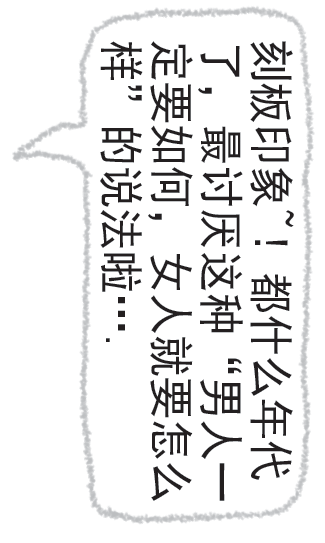 刻板印象~！都什么年代
了，最讨厌这种“男人一
定要如何，女人就要怎么
样”的说法啦….